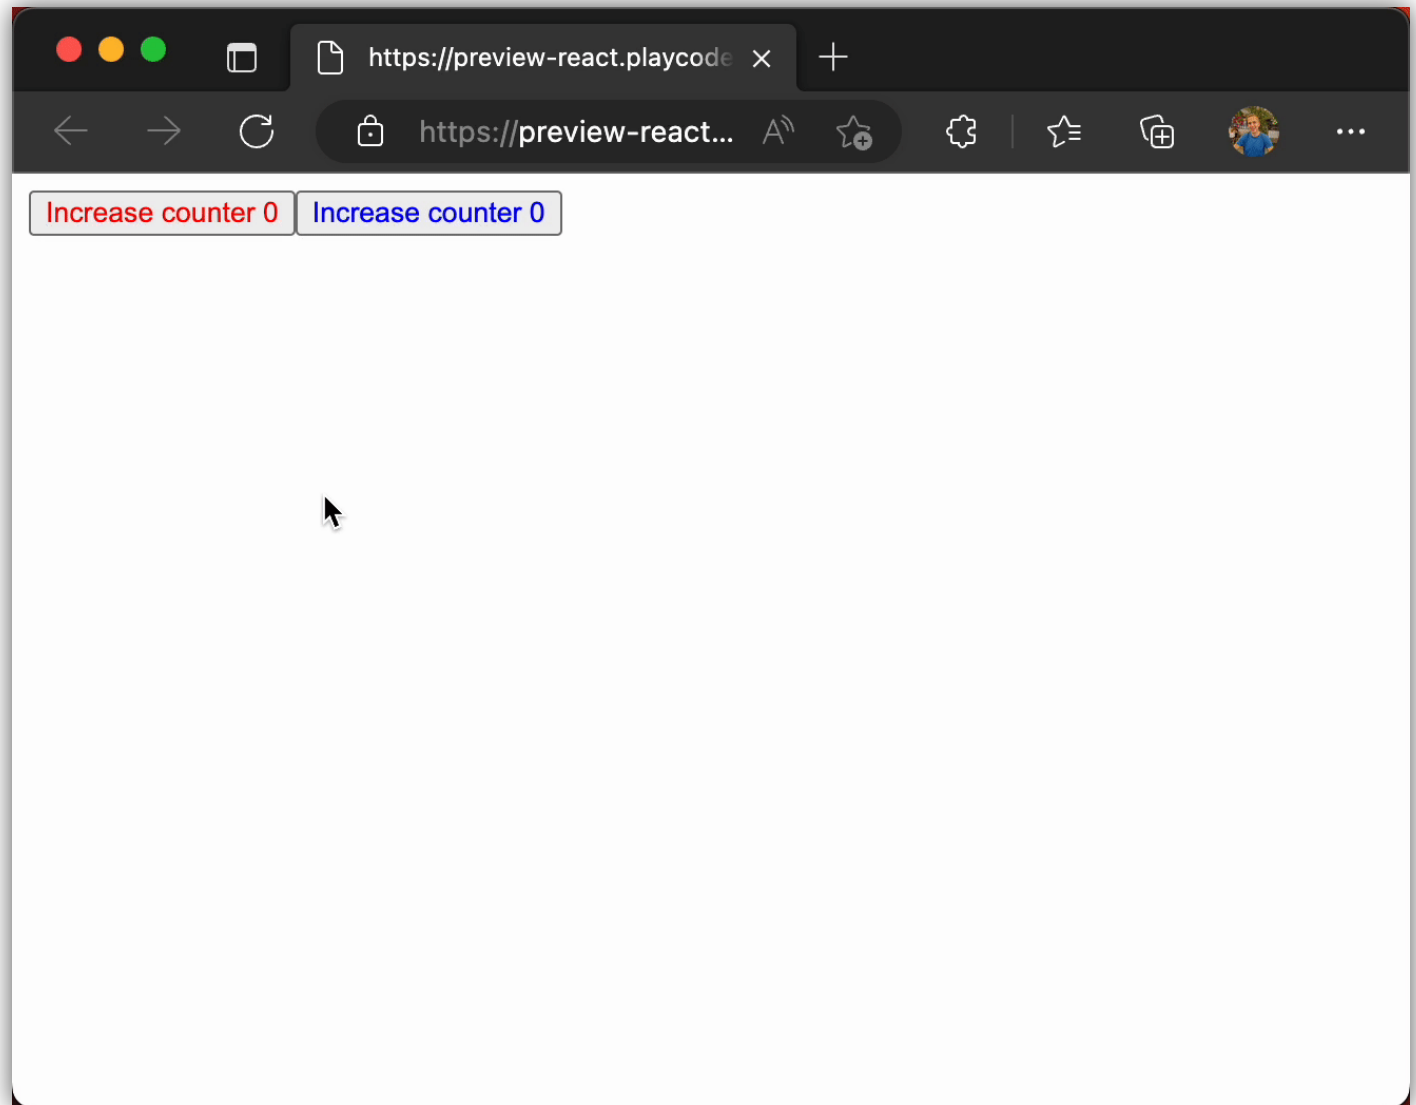 https://preview-react.playcode
https://preview-react...
Increase counter 0 Increase counter 0